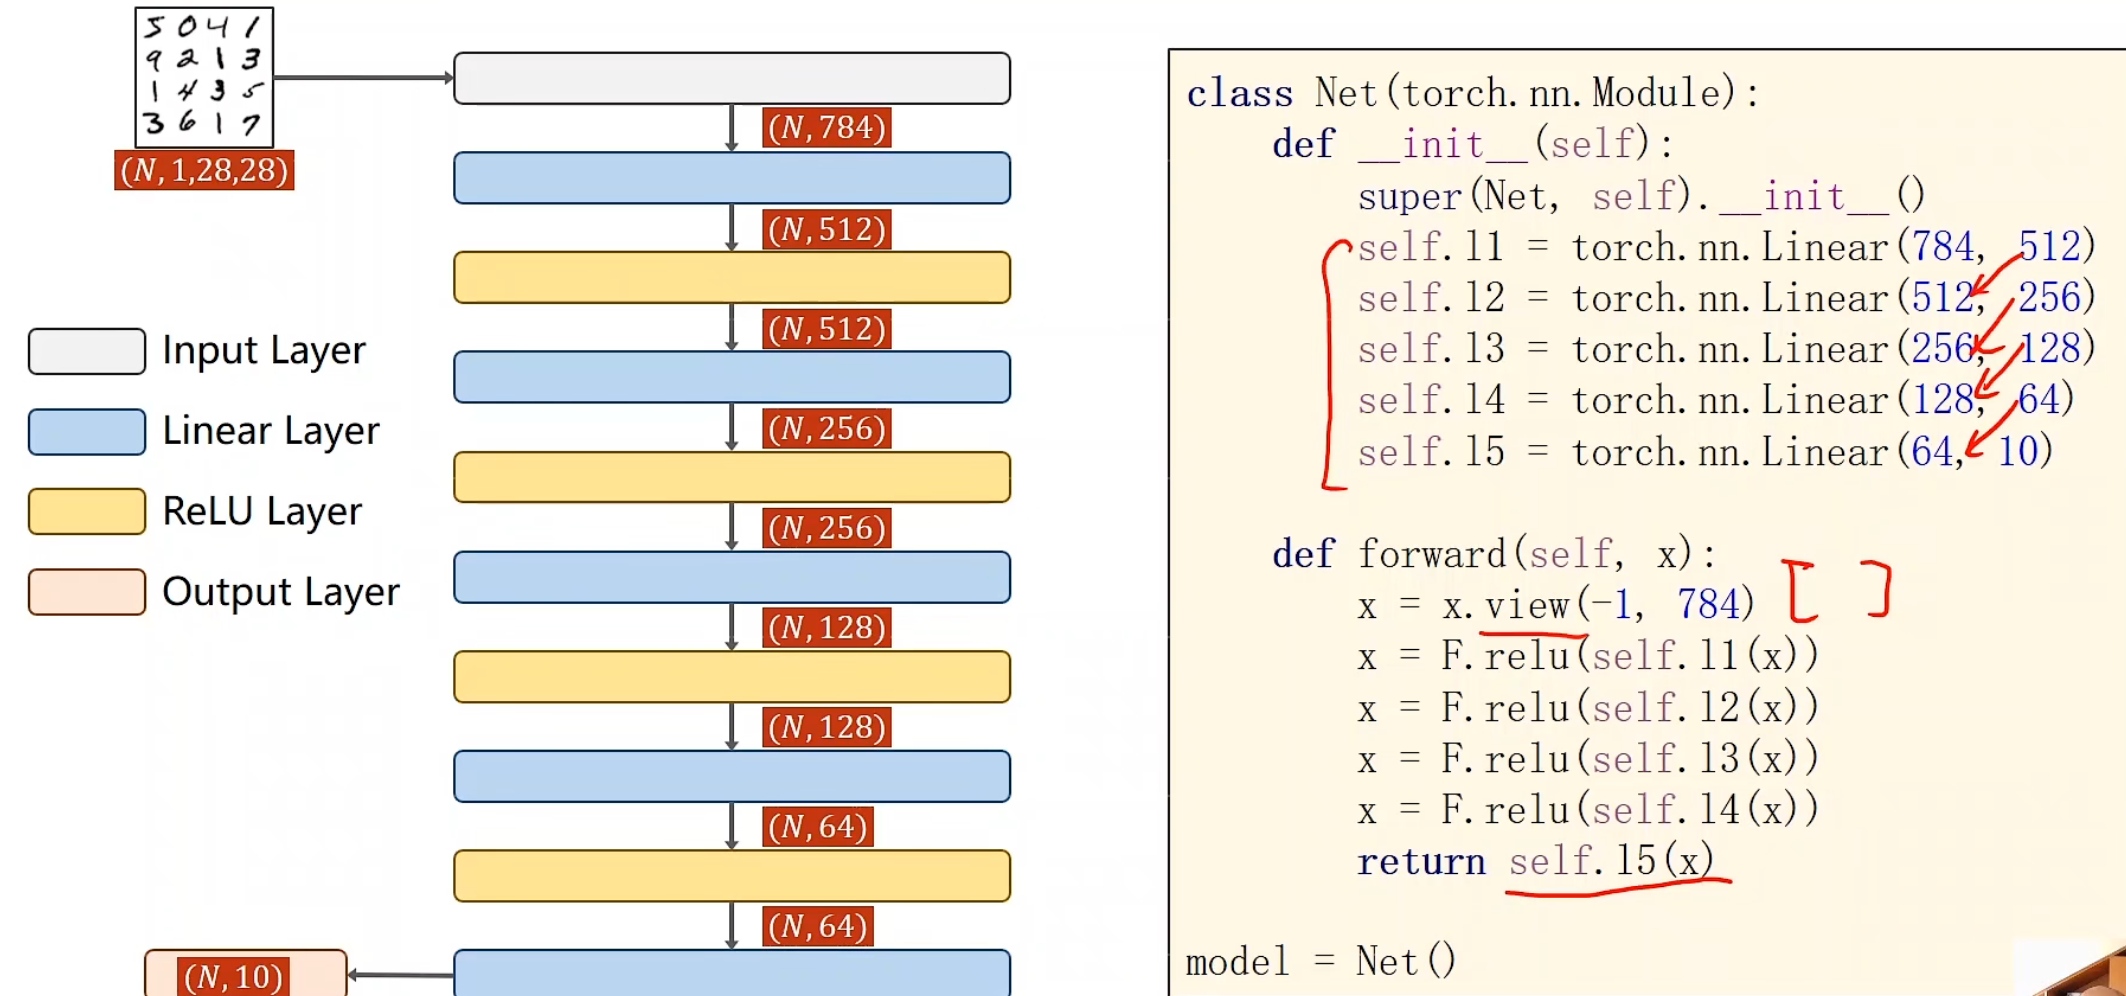 5 0 4 1
9 2 1 3
1 4 3 5
3 6 1 7
(N, 1,28,28)
(N, 784)
(N, 512)
(N, 512)
(N, 256)
(N, 256)
(N, 128)
(N, 128)
(N, 64)
(N, 64)
(N, 10)
Input Layer
Linear Layer
ReLU Layer
Output Layer
class Net(torch.nn.Module):
    def __init__(self):
        super(Net, self).__init__()
        self.l1 = torch.nn.Linear(784, 512)
        self.l2 = torch.nn.Linear(512, 256)
        self.l3 = torch.nn.Linear(256, 128)
        self.l4 = torch.nn.Linear(128, 64)
        self.l5 = torch.nn.Linear(64, 10)
    def forward(self, x):
        x = x.view(-1, 784) [ ]
        x = F.relu(self.l1(x))
        x = F.relu(self.l2(x))
        x = F.relu(self.l3(x))
        x = F.relu(self.l4(x))
        return self.l5(x)
model = Net()